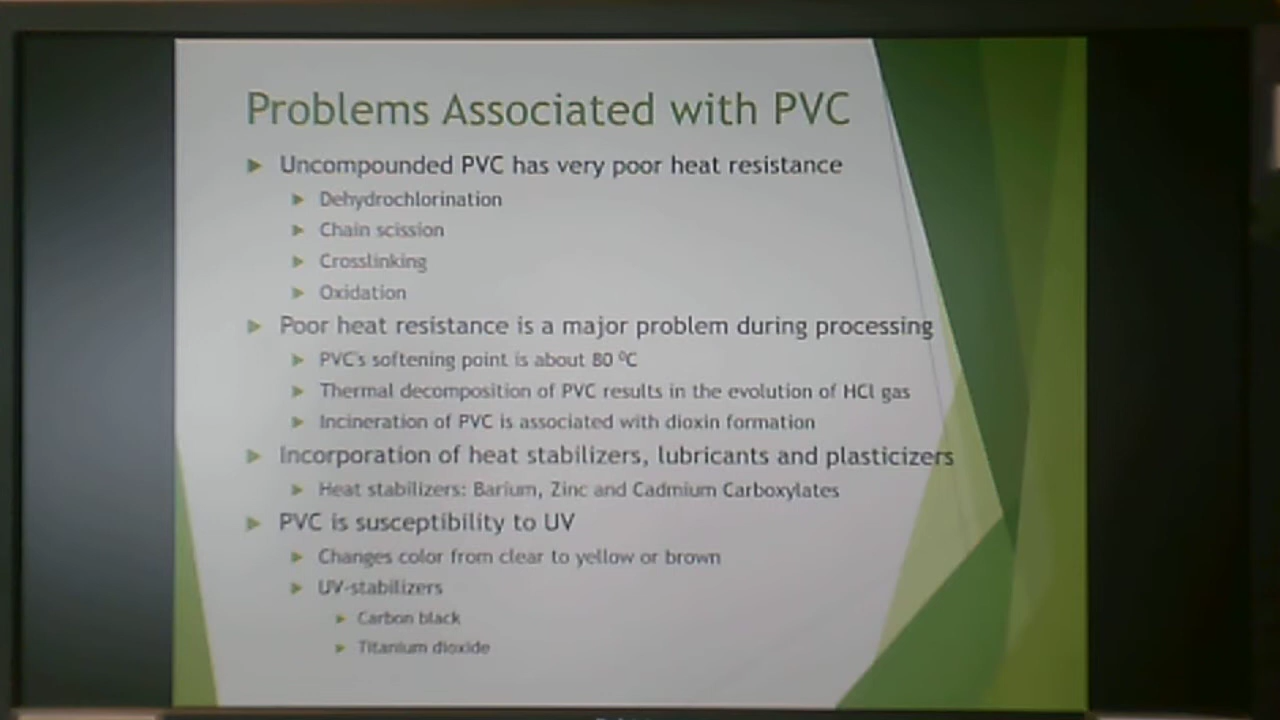 Problems Associated with PVC
Uncompounded PVC has very poor heat resistance
Dehydrochlorination
Chain scission
Crosslinking
Oxidation
Poor heat resistance is a major problem during processing
PVC's softening point is about 80 ⁰C
Thermal decomposition of PVC results in the evolution of HCl gas
Incineration of PVC is associated with dioxin formation
Incorporation of heat stabilizers, lubricants and plasticizers
Heat stabilizers: Barium, Zinc and Cadmium Carboxylates
PVC is susceptibility to UV
Changes color from clear to yellow or brown
UV-stabilizers
Carbon black
Titanium dioxide